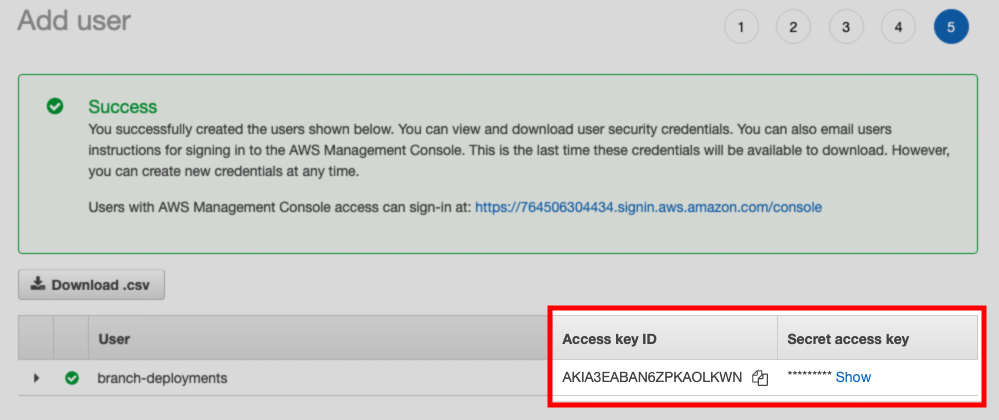 Add user
1 2 3 4 5
Success
You successfully created the users shown below. You can view and download user security credentials. You can also email users
instructions for signing in to the AWS Management Console. This is the last time these credentials will be available to download. However,
you can create new credentials at any time.
Users with AWS Management Console access can sign-in at: https://764506304434.signin.aws.amazon.com/console
Download .csv
User Access key ID Secret access key
branch-deployments AKIA3EABAN6ZPKAOLKWN ********* Show